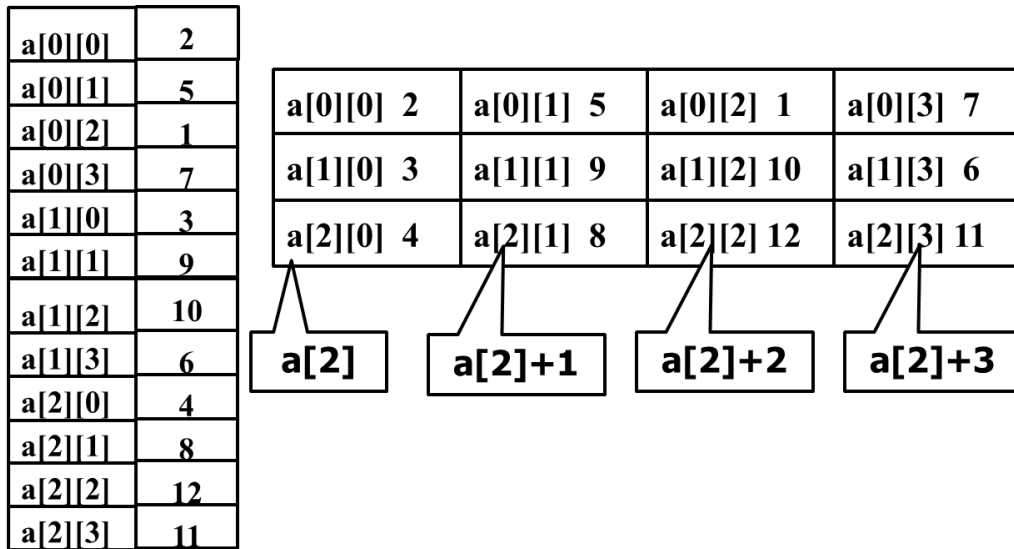 a[0][0] 2
a[0][1] 5
a[0][2] 1
a[0][3] 7
a[1][0] 3
a[1][1] 9
a[1][2] 10
a[1][3] 6
a[2][0] 4
a[2][1] 8
a[2][2] 12
a[2][3] 11
a[0][0] 2 a[0][1] 5 a[0][2] 1 a[0][3] 7
a[1][0] 3 a[1][1] 9 a[1][2] 10 a[1][3] 6
a[2][0] 4 a[2][1] 8 a[2][2] 12 a[2][3] 11
a[2] a[2]+1 a[2]+2 a[2]+3